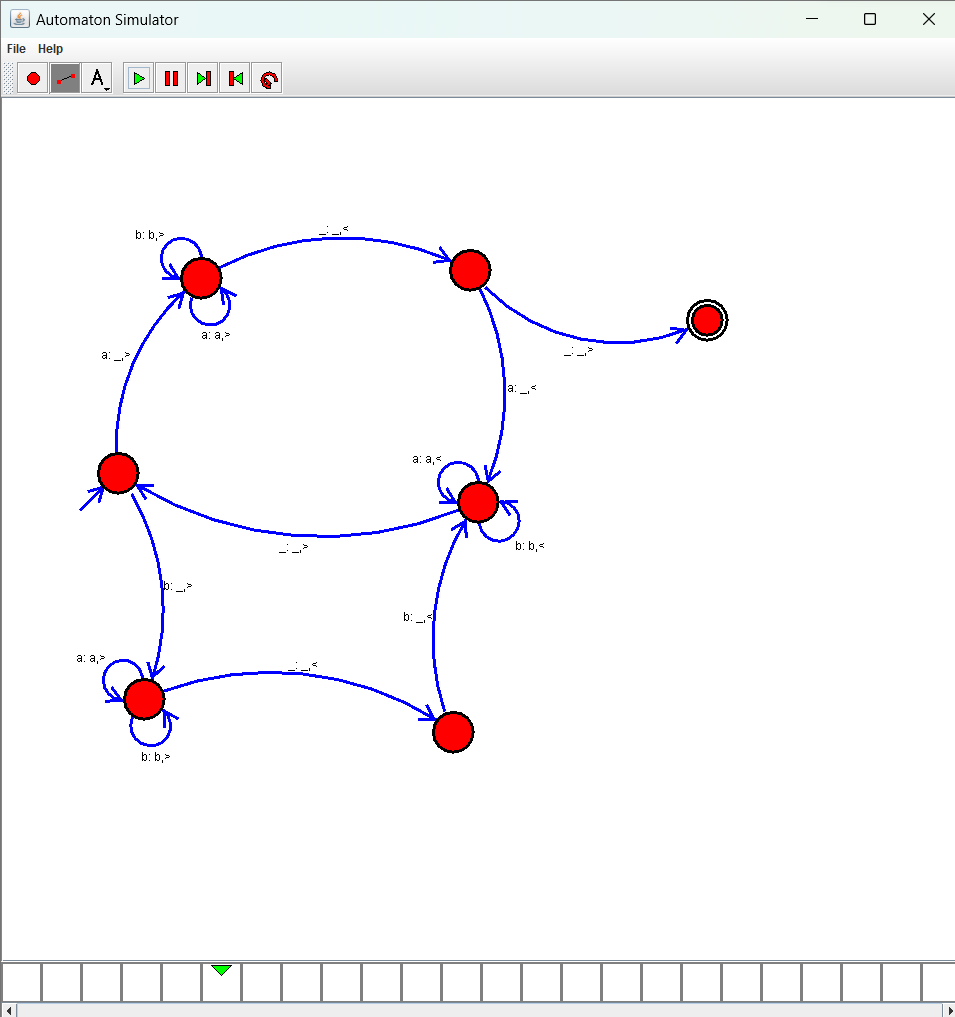 Automaton Simulator
File Help
A
b: b,>
_: _,<
a: a,>
_: _,>
a: _,>
a: _,<
a: a,<
b: b,<
_: _,>
b: _,>
b: _,<
a: a,>
_: _,<
b: b,>